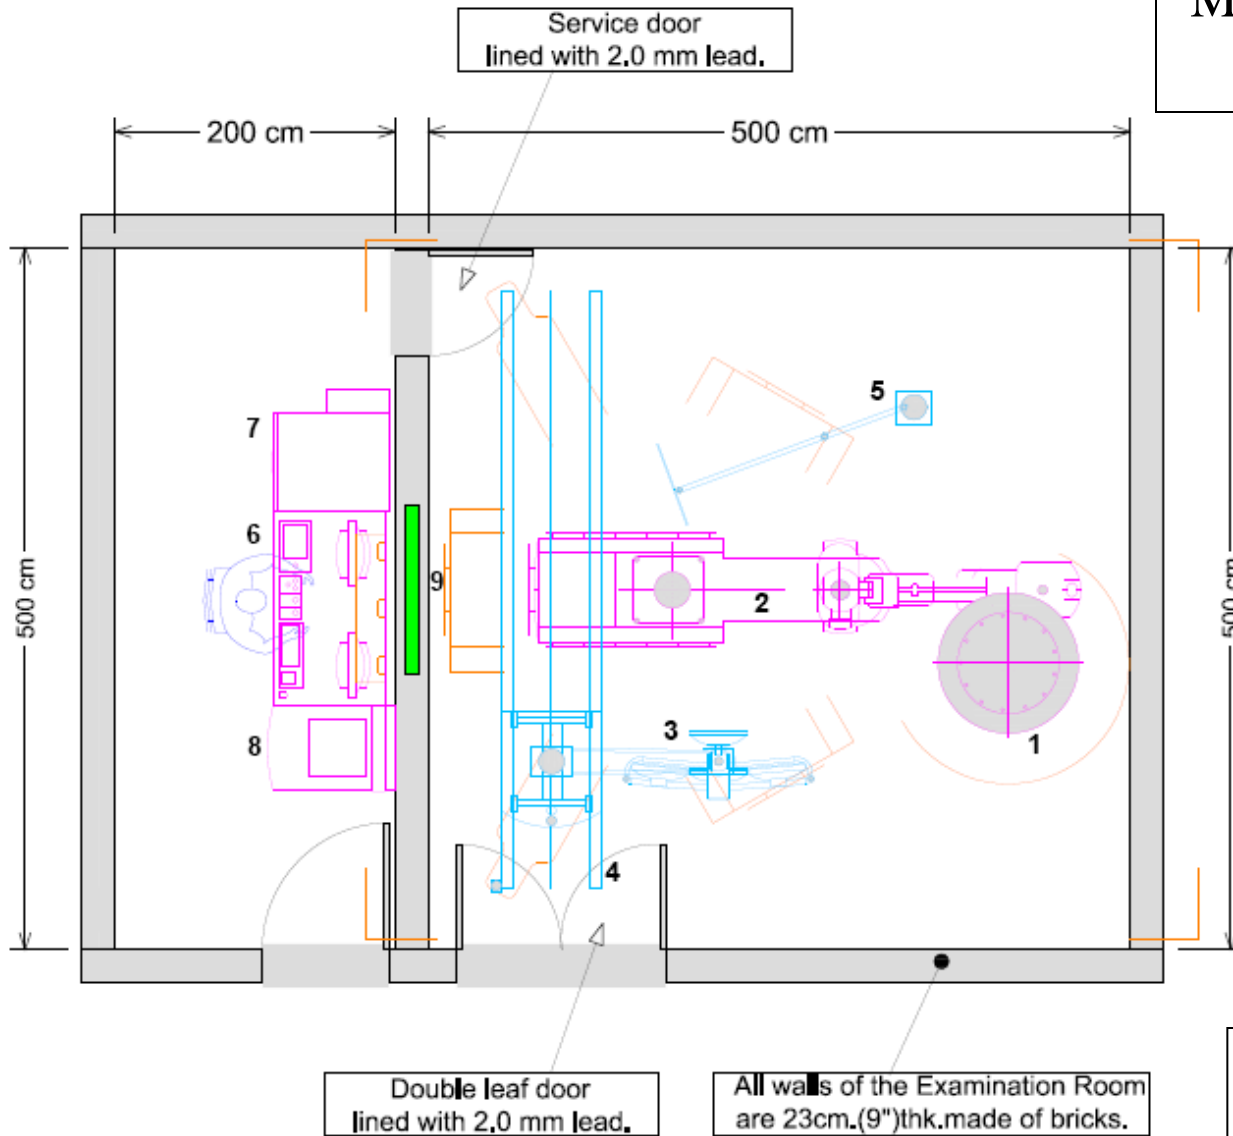 M
Service door
lined with 2.0 mm lead.
200 cm
500 cm
5
7
6
9
2
500 cm
500 cm
3
8
1
4
Double leaf door
lined with 2.0 mm lead.
All walls of the Examination Room
are 23cm.(9")thk.made of bricks.